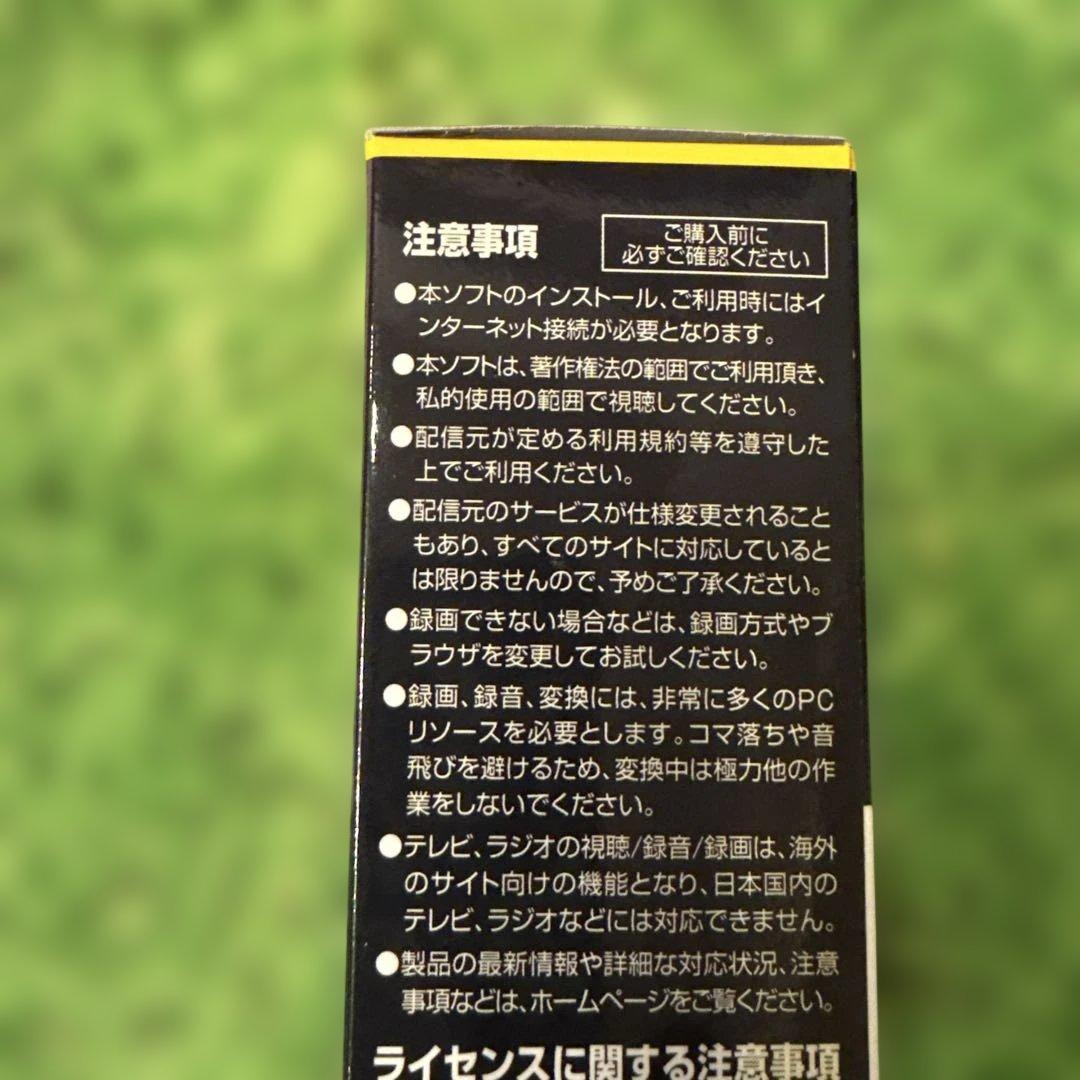 注意事項
ご購入前に
必ずご確認ください
●本ソフトのインストール、ご利用時にはイ
ンターネット接続が必要となります。
●本ソフトは、著作権法の範囲でご利用頂き、
私的使用の範囲で視聴してください。
●配信元が定める利用規約等を遵守した
上でご利用ください。
●配信元のサービスが仕様変更されること
もあり、すべてのサイトに対応していると
は限りませんので、予めご了承ください。
●録画できない場合などは、録画方式やブ
ラウザを変更してお試しください。
●録画、録音、変換には、非常に多くのPC
リソースを必要とします。コマ落ちや音
飛びを避けるため、変換中は極力他の作
業をしないでください。
●テレビ、ラジオの視聴/録音/録画は、海外
のサイト向けの機能となり、日本国内の
テレビ、ラジオなどには対応できません。
●製品の最新情報や詳細な対応状況、注意
事項などは、ホームページをご覧ください。
ライセンスに関する注意事項